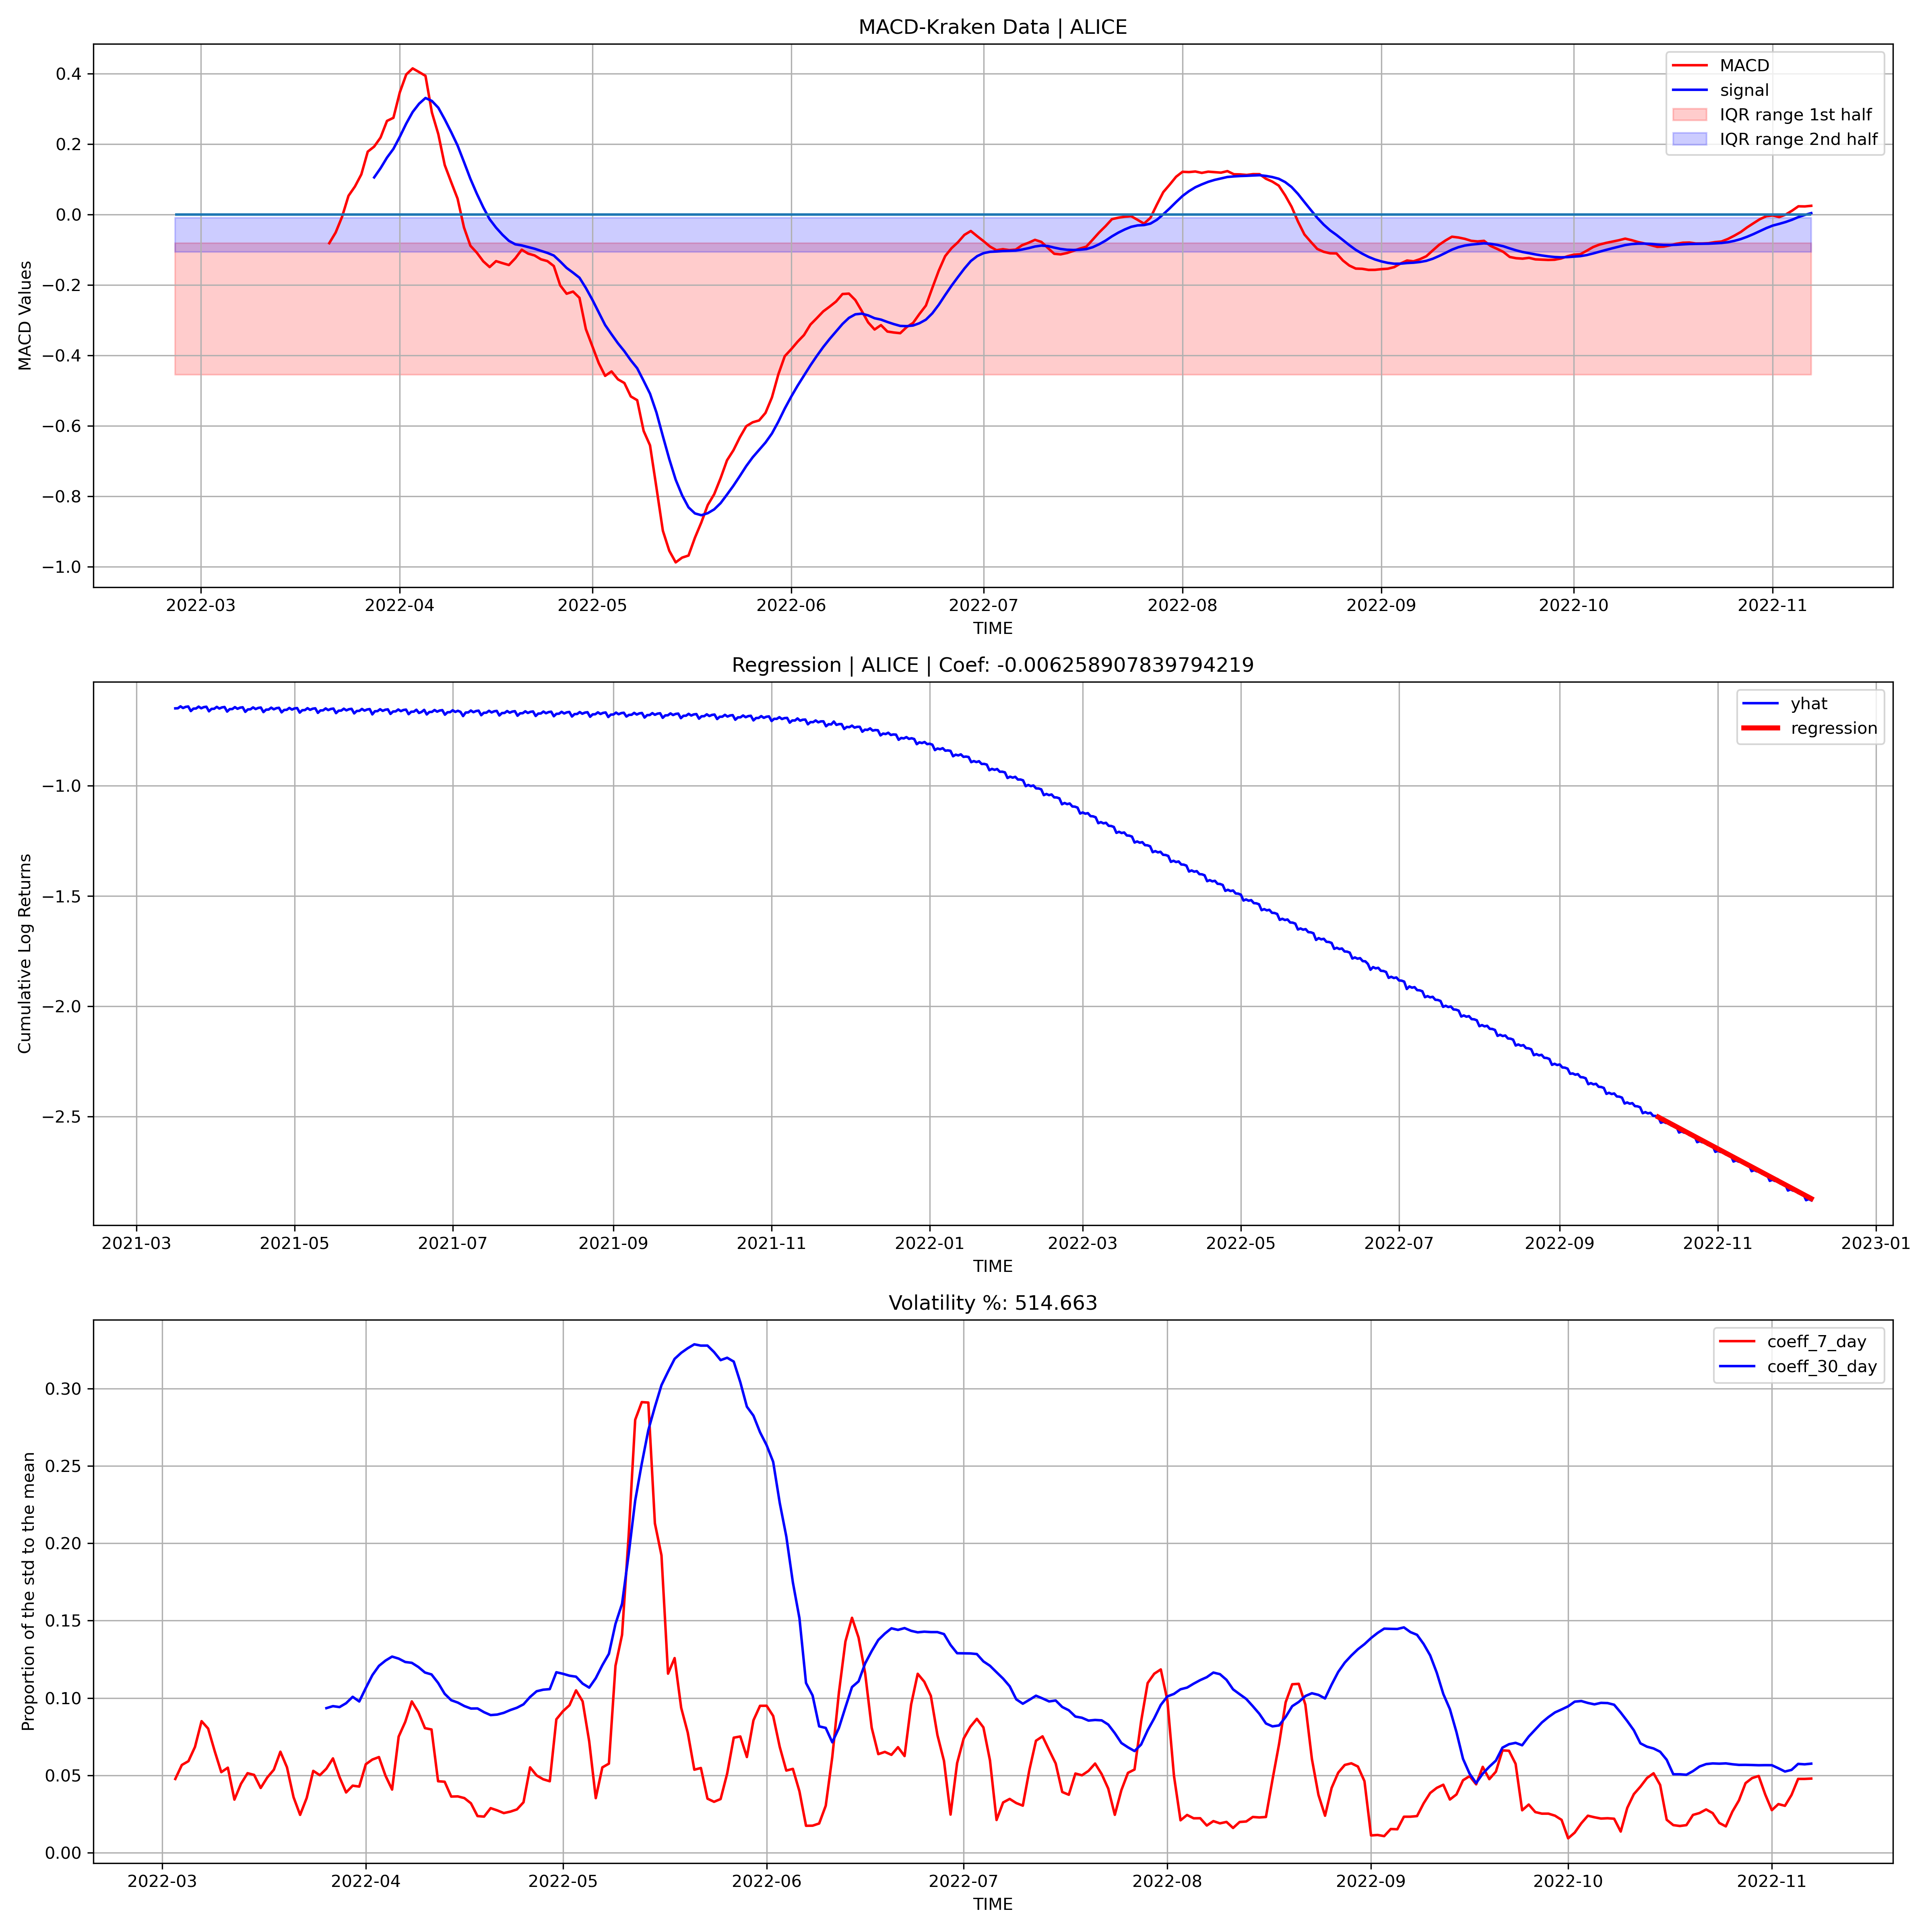 MACD-Kraken Data | ALICE
MACD
signal
IQR range 1st half
IQR range 2nd half
MACD Values
0.4
0.2
0.0
−0.2
−0.4
−0.6
−0.8
−1.0
2022-03 2022-04 2022-05 2022-06 2022-07 2022-08 2022-09 2022-10 2022-11
TIME
Regression | ALICE | Coef: -0.006258907839794219
yhat
regression
Cumulative Log Returns
−1.0
−1.5
−2.0
−2.5
2021-03 2021-05 2021-07 2021-09 2021-11 2022-01 2022-03 2022-05 2022-07 2022-09 2022-11 2023-01
TIME
Volatility %: 514.663
coeff_7_day
coeff_30_day
Proportion of the std to the mean
0.30
0.25
0.20
0.15
0.10
0.05
0.00
2022-03 2022-04 2022-05 2022-06 2022-07 2022-08 2022-09 2022-10 2022-11
TIME